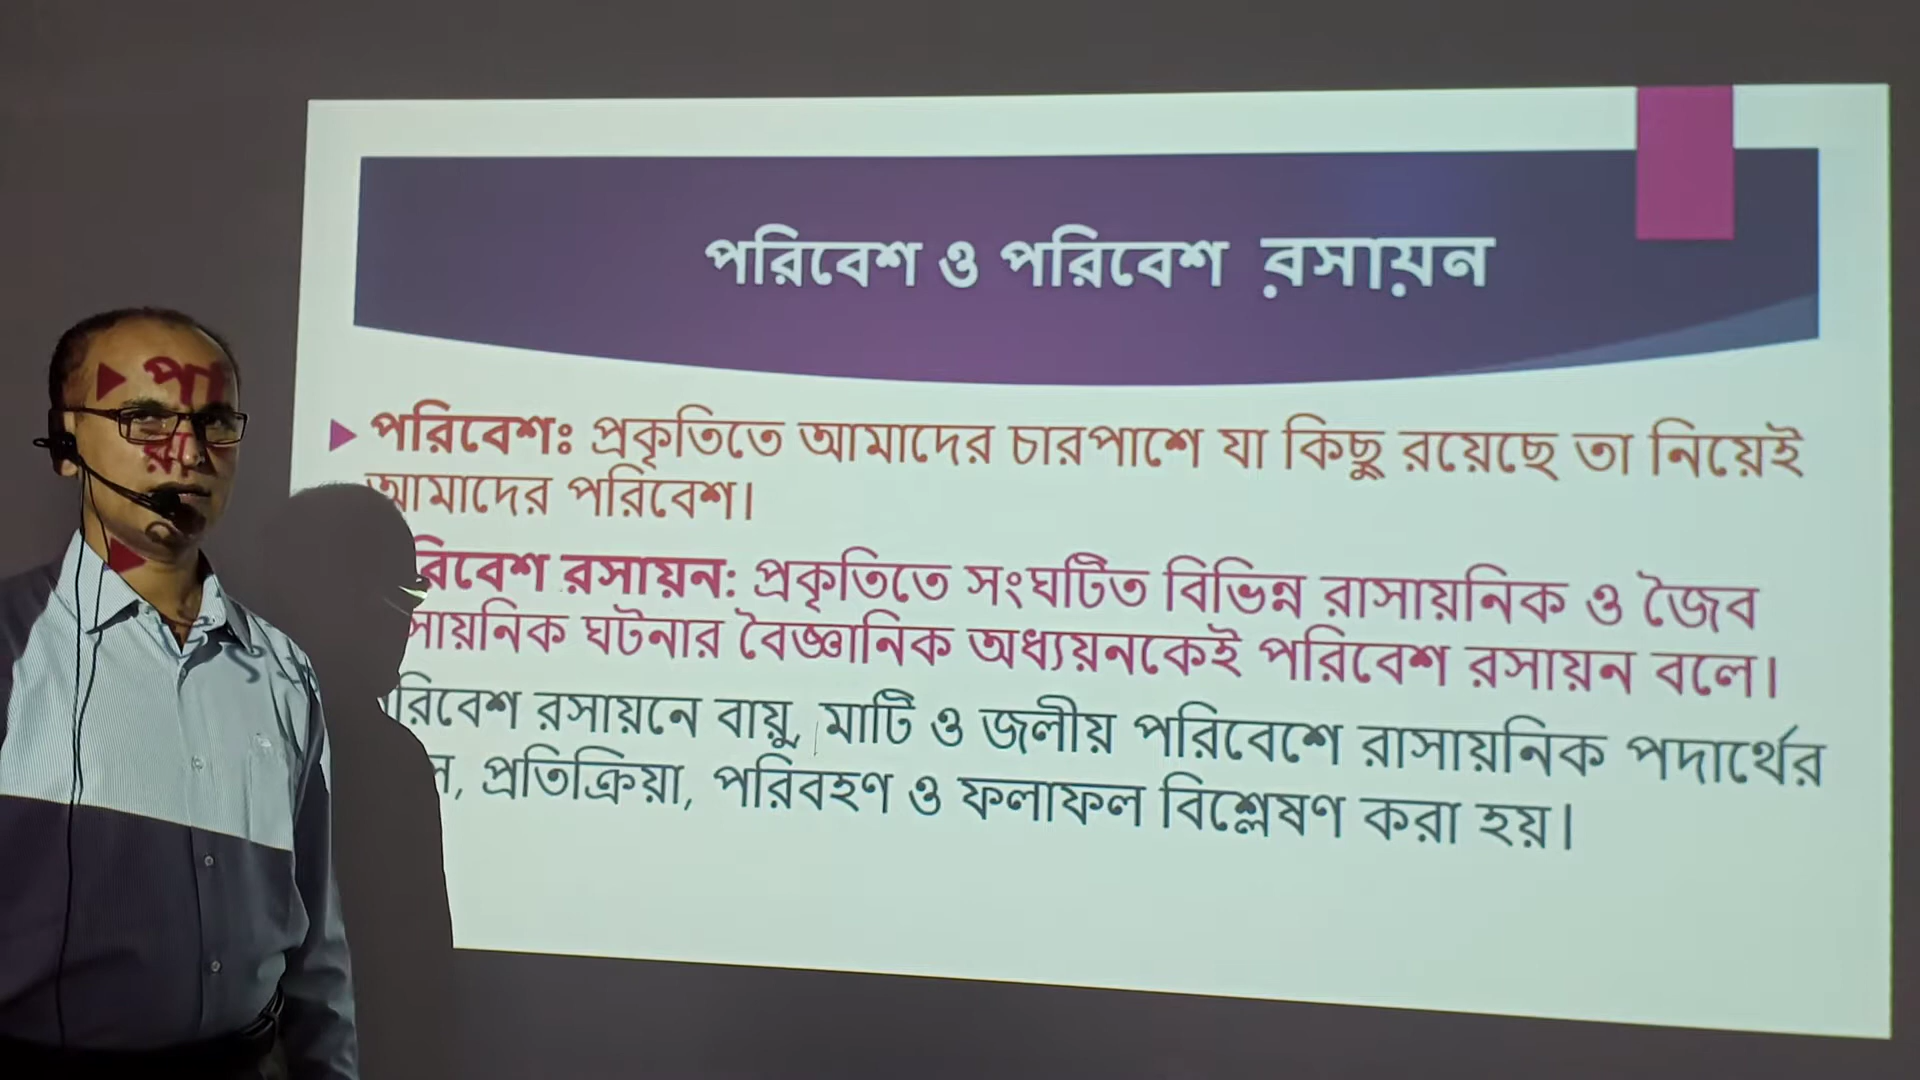 পরিবেশ ও পরিবেশ রসায়ন
পরিবেশঃ প্রকৃতিতে আমাদের চারপাশে যা কিছু রয়েছে তা নিয়েই
আমাদের পরিবেশ।
রসায়ন: প্রকৃতিতে সংঘটিত বিভিন্ন রাসায়নিক ও জৈব
ঘটনার বৈজ্ঞানিক অধ্যয়নকেই পরিবেশ রসায়ন বলে।
রসায়নে বায়ু, মাটি ও জলীয় পরিবেশে রাসায়নিক পদার্থের
প্রতিক্রিয়া, পরিবহণ ও ফলাফল বিশ্লেষণ করা হয়।